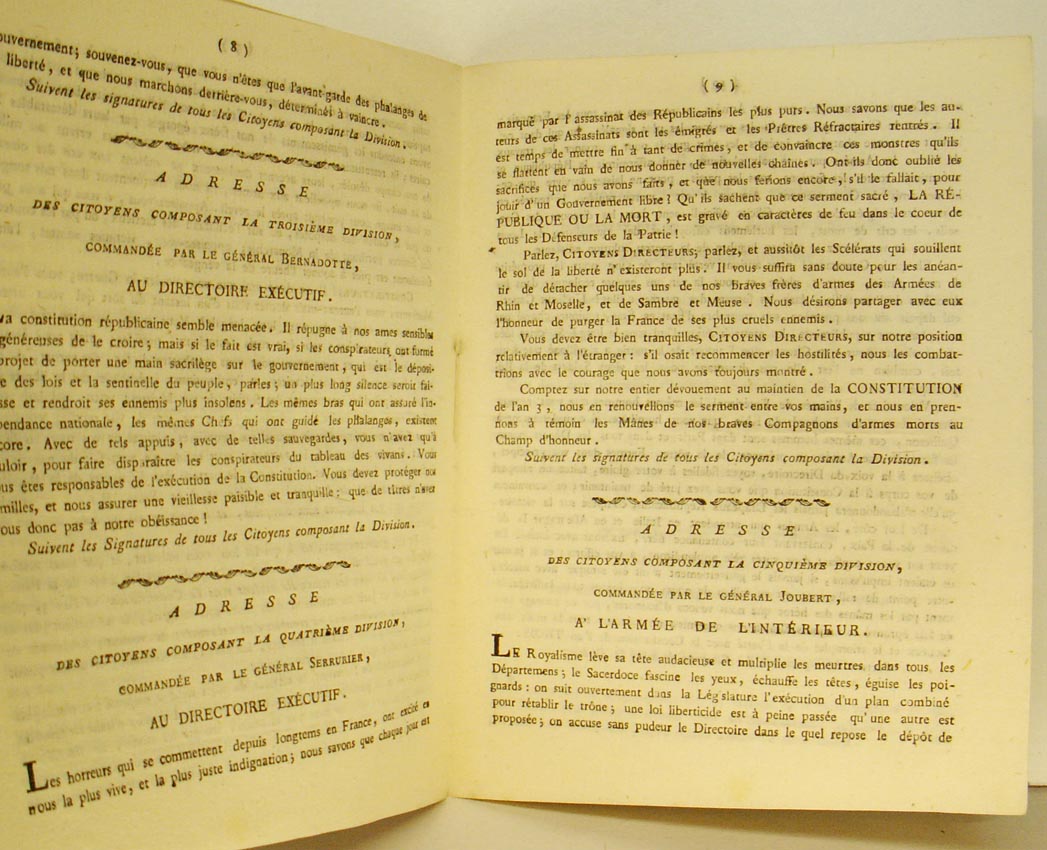 (8)
ouvernement; souvenez-vous, que vous n'êtes que l'avant garde des phalanges de
liberté, et que nous marchons derrière-vous, déterminés à vaincre.
Suivent les signatures de tous les Citoyens composant la Division.
ADRESSE
DES CITOYENS COMPOSANT LA TROISIÈME DIVISION,
COMMANDÉE PAR LE GÉNÉRAL BERNADOTTE,
AU DIRECTOIRE EXÉCUTIF.
La constitution républicaine semble menacée. Il répugne à nos ames sensibles
généreuses de le croire; mais si le fait est vrai, si les conspirateurs ont formé
projet de porter une main sacrilège sur le gouvernement, qui est le déposi-
e des lois et la sentinelle du peuple, parles; un plus long silence seroit fai-
sse et rendroit ses ennemis plus insolens. Les mêmes bras qui ont assuré l'in-
pendance nationale, les mêmes Chefs qui ont guidé les phalanges, existent
core. Avec de tels appuis, avec de telles sauvegardes, vous n'avez qu'à
uloir, pour faire disparaître les conspirateurs du tableau des vivans. Vous
us êtes responsables de l'exécution de la Constitution. Vous devez protéger nos
milles, et nous assurer une vieillesse paisible et tranquille: que de titres n'avez
vous donc pas à notre obéissance!
Suivent les Signatures de tous les Citoyens composant la Division.
ADRESSE
DES CITOYENS COMPOSANT LA QUATRIÈME DIVISION,
COMMANDÉE PAR LE GÉNÉRAL SERRURIER,
AU DIRECTOIRE EXÉCUTIF.
Les horreurs qui se commettent depuis longtems en France, ont excité en
nous la plus vive, et la plus juste indignation; nous savons que chaque jour est
(9)
marqué par l'assassinat des Républicains les plus purs. Nous savons que les au-
teurs de ces Assassinats sont les émigrés et les Prêtres Réfractaires rentrés. Il
est temps de mettre fin à tant de crimes, et de convaincre ces monstres qu'ils
se flattent en vain de nous donner de nouvelles chaînes. Ont-ils donc oublié les
sacrifices que nous avons faits, et que nous ferions encore, s'il le fallait, pour
jouir d'un Gouvernement libre? Qu'ils sachent que ce serment sacré, LA RÉ-
PUBLIQUE OU LA MORT, est gravé en caractères de feu dans le coeur de
tous les Défenseurs de la Patrie!
Parlez, CITOYENS DIRECTEURS; parlez, et aussitôt les Scélérats qui souillent
le sol de la liberté n'existeront plus. Il vous suffira sans doute pour les anéan-
tir de détacher quelques uns de nos braves frères d'armes des Armées de
Rhin et Moselle, et de Sambre et Meuse. Nous désirons partager avec eux
l'honneur de purger la France de ses plus cruels ennemis.
Vous devez être bien tranquilles, CITOYENS DIRECTEURS, sur notre position
relativement à l'étranger: s'il osait recommencer les hostilités, nous les combat-
trions avec le courage que nous avons toujours montré.
Comptez sur notre entier dévouement au maintien de la CONSTITUTION
de l'an 3, nous en renouvéllons le serment entre vos mains, et nous en pren-
nons à témoin les Mânes de nos braves Compagnons d'armes morts au
Champ d'honneur.
Suivent les signatures de tous les Citoyens composant la Division.
ADRESSE
DES CITOYENS COMPOSANT LA CINQUIÈME DIVISION,
COMMANDÉE PAR LE GÉNÉRAL JOUBERT,
A' L'ARMÉE DE L'INTÉRIEUR.
LE Royalisme lève sa tête audacieuse et multiplie les meurtres dans tous les
Départemens; le Sacerdoce fascine les yeux, échauffe les têtes, éguise les poi-
gnards: on suit ouvertement dans la Législature l'exécution d'un plan combiné
pour rétablir le trône; une loi liberticide est à peine passée qu'une autre est
proposée; on accuse sans pudeur le Directoire dans le quel repose le dépôt de